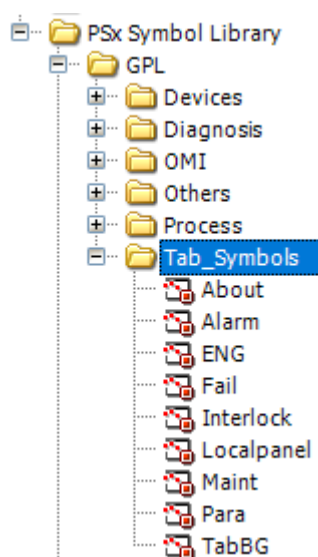 PSx Symbol Library
GPL
Devices
Diagnosis
OMI
Others
Process
Tab_Symbols
About
Alarm
ENG
Fail
Interlock
Localpanel
Maint
Para
TabBG